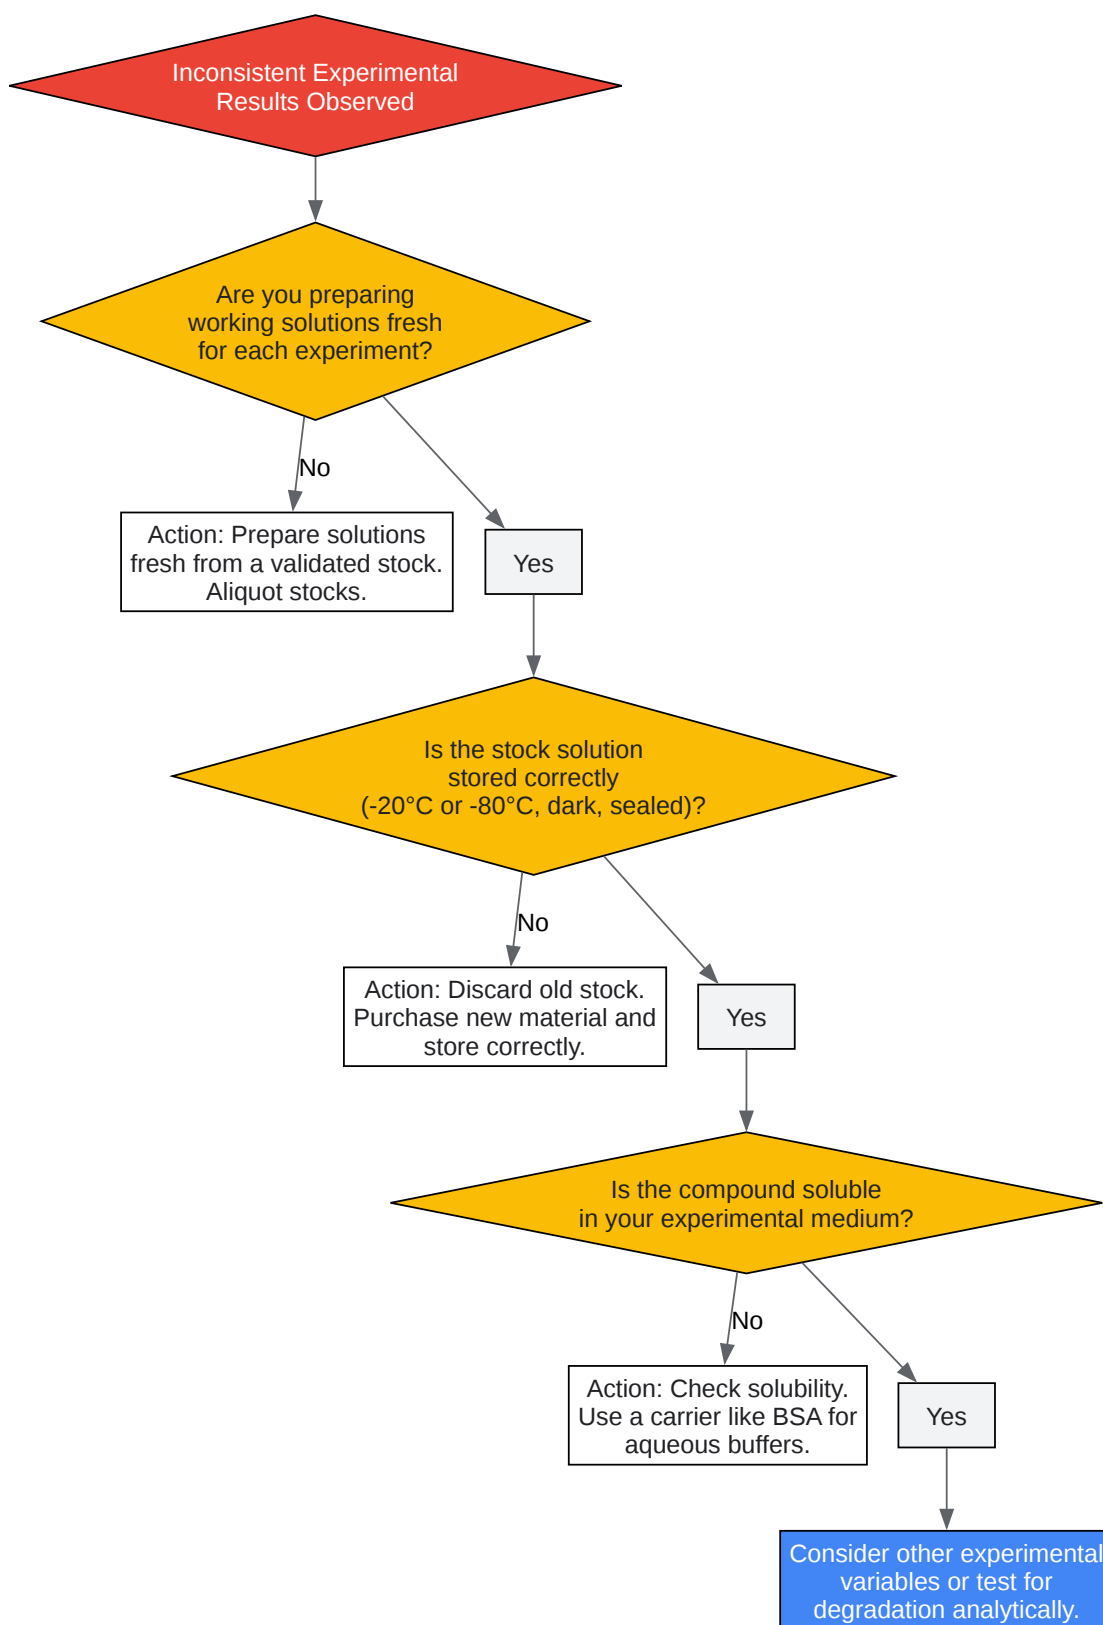 Inconsistent Experimental
Results Observed
Are you preparing
working solutions fresh
for each experiment?
No
Action: Prepare solutions
fresh from a validated stock.
Aliquot stocks.
Yes
Is the stock solution
stored correctly
(-20°C or -80°C, dark, sealed)?
No
Action: Discard old stock.
Purchase new material and
store correctly.
Yes
Is the compound soluble
in your experimental medium?
No
Action: Check solubility.
Use a carrier like BSA for
aqueous buffers.
Yes
Consider other experimental
variables or test for
degradation analytically.